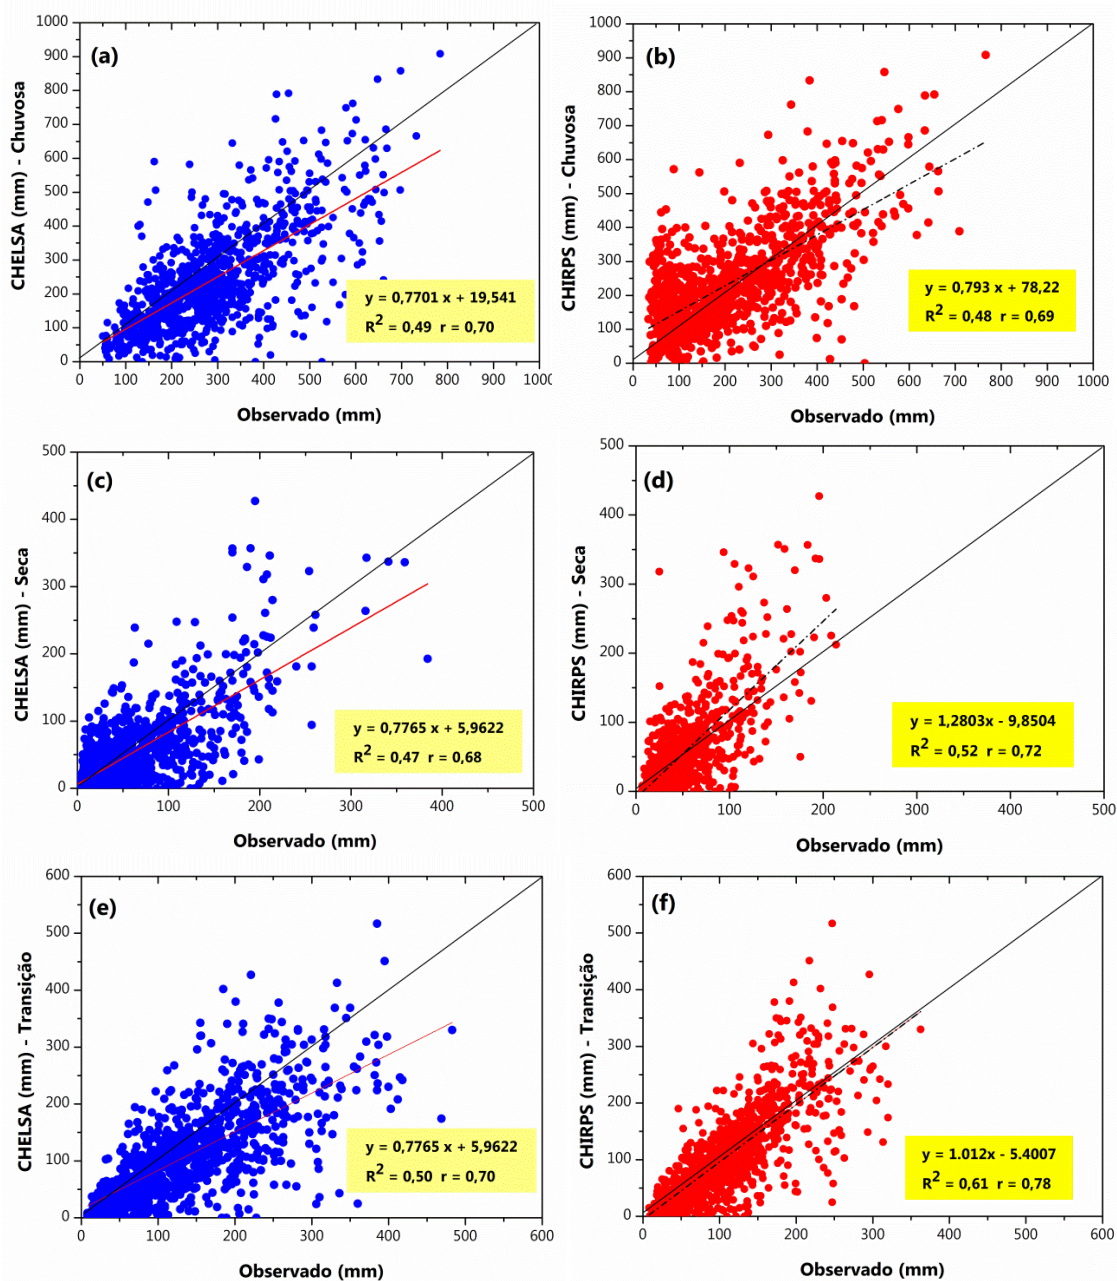 (a)
CHELSA (mm) - Chuvosa
1000
900
800
700
600
500
400
300
200
100
0
y = 0,7701 x + 19,541
R² = 0,49 r = 0,70
0 100 200 300 400 500 600 700 800 900 100
Observado (mm)
(b)
CHIRPS (mm) - Chuvosa
1000
900
800
700
600
500
400
300
200
100
0
y = 0,793 x + 78,22
R² = 0,48 r = 0,69
0 100 200 300 400 500 600 700 800 900 1000
Observado (mm)
(c)
CHELSA (mm) - Seca
500
400
300
200
100
0
y = 0,7765 x + 5,9622
R² = 0,47 r = 0,68
0 100 200 300 400 500
Observado (mm)
(d)
CHIRPS (mm) - Seca
500
400
300
200
100
0
y = 1,2803x - 9,8504
R² = 0,52 r = 0,72
0 100 200 300 400 500
Observado (mm)
(e)
CHELSA (mm) - Transição
600
500
400
300
200
100
0
y = 0,7765 x + 5,9622
R² = 0,50 r = 0,70
0 100 200 300 400 500 600
Observado (mm)
(f)
CHIRPS (mm) - Transição
600
500
400
300
200
100
0
y = 1.012x - 5.4007
R² = 0,61 r = 0,78
0 100 200 300 400 500 600
Observado (mm)